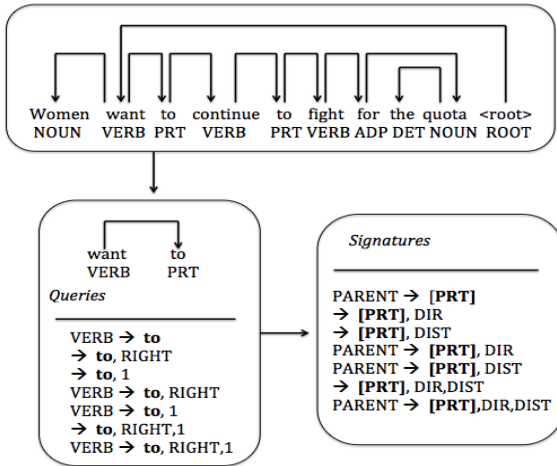 Women want to continue to fight for the quota <root>
NOUN VERB PRT VERB PRT VERB ADP DET NOUN ROOT
want to
VERB PRT
Queries
VERB → to
→ to, RIGHT
→ to, 1
VERB → to, RIGHT
VERB → to, 1
→ to, RIGHT,1
VERB → to, RIGHT,1
Signatures
PARENT → [PRT]
→ [PRT], DIR
→ [PRT], DIST
PARENT → [PRT], DIR
PARENT → [PRT], DIST
→ [PRT], DIR,DIST
PARENT → [PRT],DIR,DIST